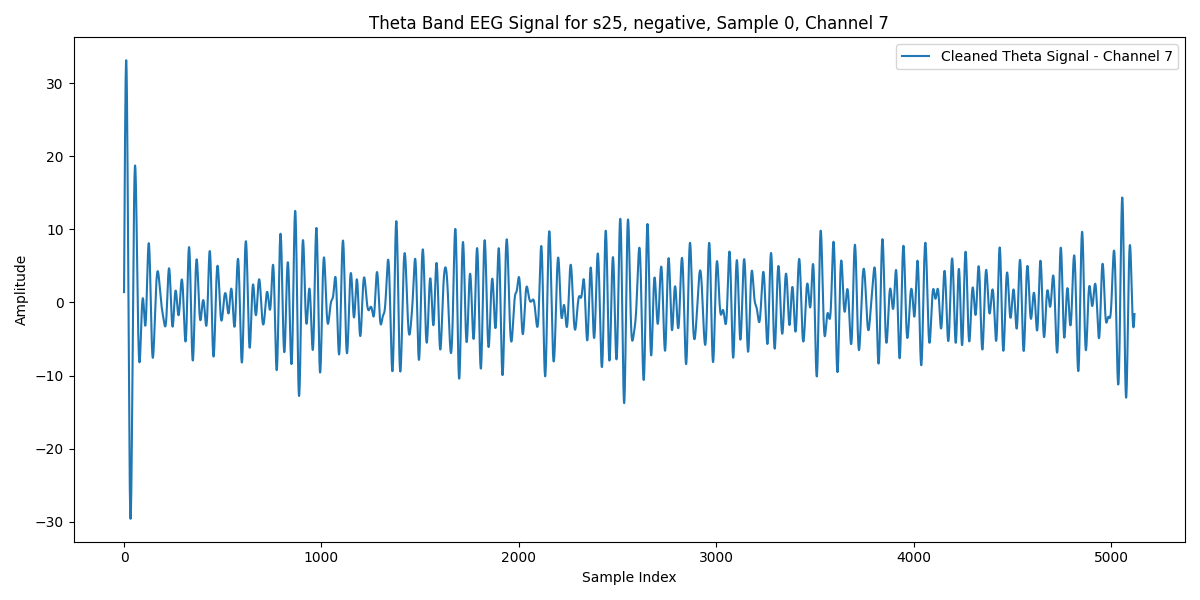 Theta Band EEG Signal for s25, negative, Sample 0, Channel 7
Cleaned Theta Signal - Channel 7
30
20
10
0
−10
−20
−30
Amplitude
0 1000 2000 3000 4000 5000
Sample Index